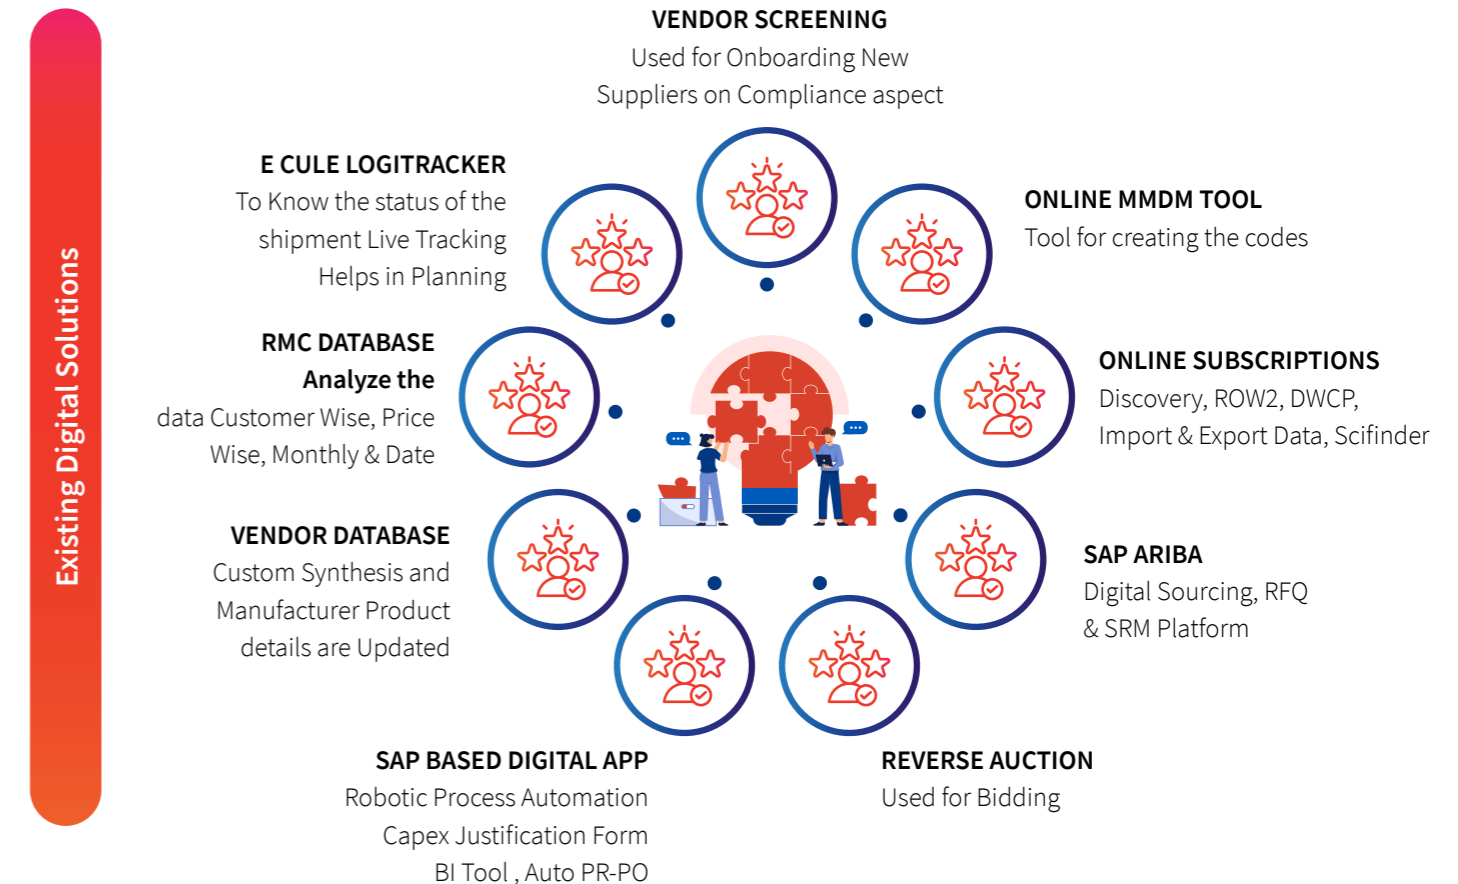 Existing Digital Solutions
VENDOR SCREENING
Used for Onboarding New
Suppliers on Compliance aspect
ONLINE MMDM TOOL
Tool for creating the codes
ONLINE SUBSCRIPTIONS
Discovery, ROW2, DWCP,
Import & Export Data, Scifinder
SAP ARIBA
Digital Sourcing, RFQ
& SRM Platform
REVERSE AUCTION
Used for Bidding
SAP BASED DIGITAL APP
Robotic Process Automation
Capex Justification Form
BI Tool , Auto PR-PO
VENDOR DATABASE
Custom Synthesis and
Manufacturer Product
details are Updated
RMC DATABASE
Analyze the
data Customer Wise, Price
Wise, Monthly & Date
E CULE LOGITRACKER
To Know the status of the
shipment Live Tracking
Helps in Planning